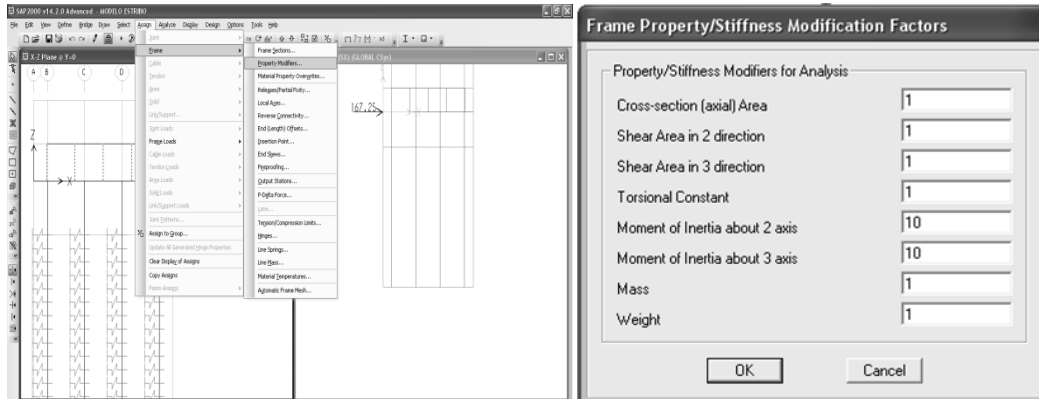 SAP2000 v14.2.0 Advanced - MODELO ESTRIBO
File Edit View Define Bridge Draw Select Assign Analyze Display Design Options Tools Help
X-Z Plane @ Y=0
A B C D
Z
X
167.25
Joint
Frame
Cable
Tendon
Area
Solid
Link/Support...
Joint Loads
Frame Loads
Cable Loads
Tendon Loads
Area Loads
Solid Loads
Link/Support Loads
Joint Patterns...
Assign to Group...
Update All Generated Hinge Properties
Clear Display of Assigns
Copy Assigns
Paste Assigns
Frame Sections...
Property Modifiers...
Material Property Overwrites...
Releases/Partial Fixity...
Local Axes...
Reverse Connectivity...
End (Length) Offsets...
Insertion Point...
End Skews...
Fireproofing...
Output Stations...
P-Delta Force...
Tension/Compression Limits...
Hinges...
Line Springs...
Line Mass...
Material Temperatures...
Automatic Frame Mesh...
Frame Property/Stiffness Modification Factors
Property/Stiffness Modifiers for Analysis
Cross-section (axial) Area 1
Shear Area in 2 direction 1
Shear Area in 3 direction 1
Torsional Constant 1
Moment of Inertia about 2 axis 10
Moment of Inertia about 3 axis 10
Mass 1
Weight 1
OK Cancel